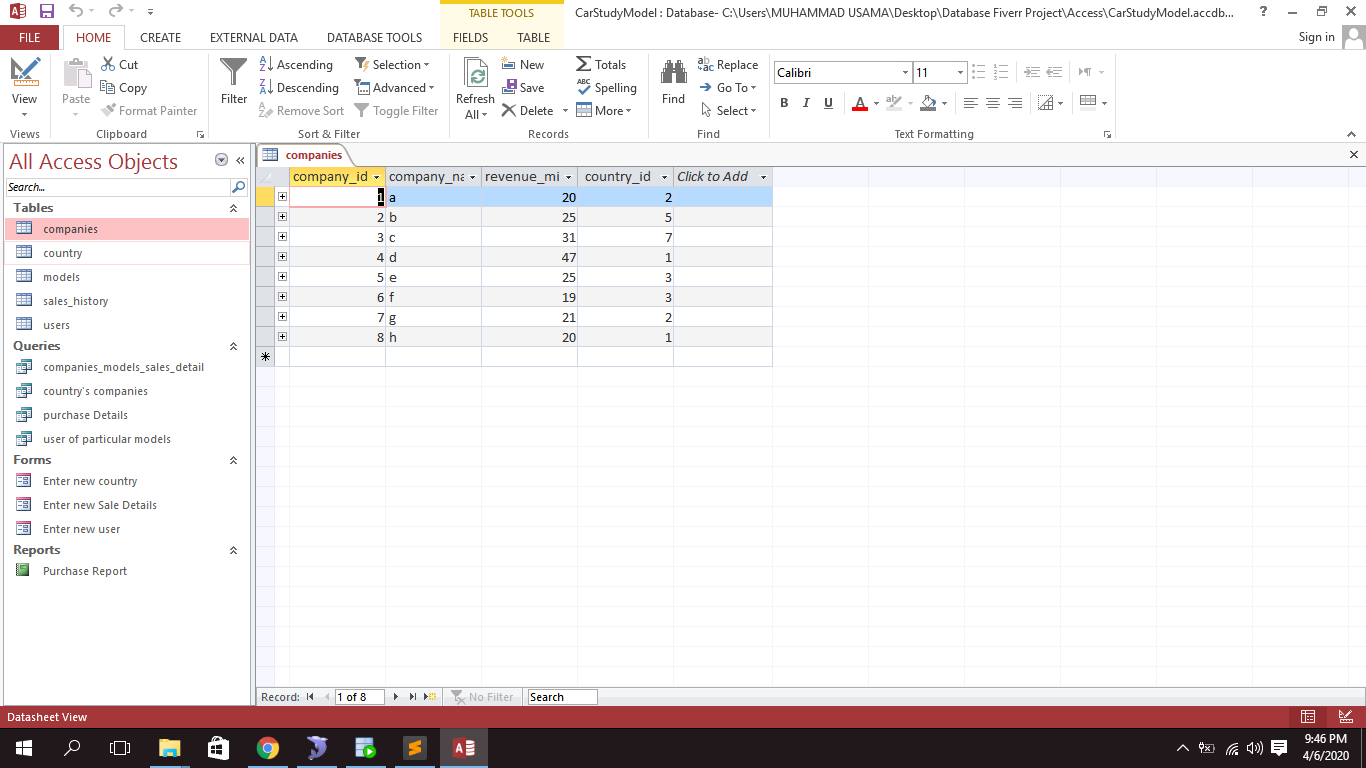 TABLE TOOLS
CarStudyModel : Database- C:\Users\MUHAMMAD USAMA\Desktop\Database Fiverr Project\Access\CarStudyModel.accdb...
FILE HOME CREATE EXTERNAL DATA DATABASE TOOLS FIELDS TABLE Sign in
View
Paste
Cut
Copy
Format Painter
Filter
Ascending
Descending
Remove Sort
Selection
Advanced
Toggle Filter
Refresh
All
New
Save
Delete
Totals
Spelling
More
Find
Replace
Go To
Select
Calibri 11
B I U A
Views Clipboard Sort & Filter Records Find Text Formatting
All Access Objects
Search...
Tables
companies
country
models
sales_history
users
Queries
companies_models_sales_detail
country's companies
purchase Details
user of particular models
Forms
Enter new country
Enter new Sale Details
Enter new user
Reports
Purchase Report
companies
company_id company_na revenue_mi country_id Click to Add
1 a 20 2
2 b 25 5
3 c 31 7
4 d 47 1
5 e 25 3
6 f 19 3
7 g 21 2
8 h 20 1
Record: 1 of 8 No Filter Search
Datasheet View
9:46 PM
4/6/2020